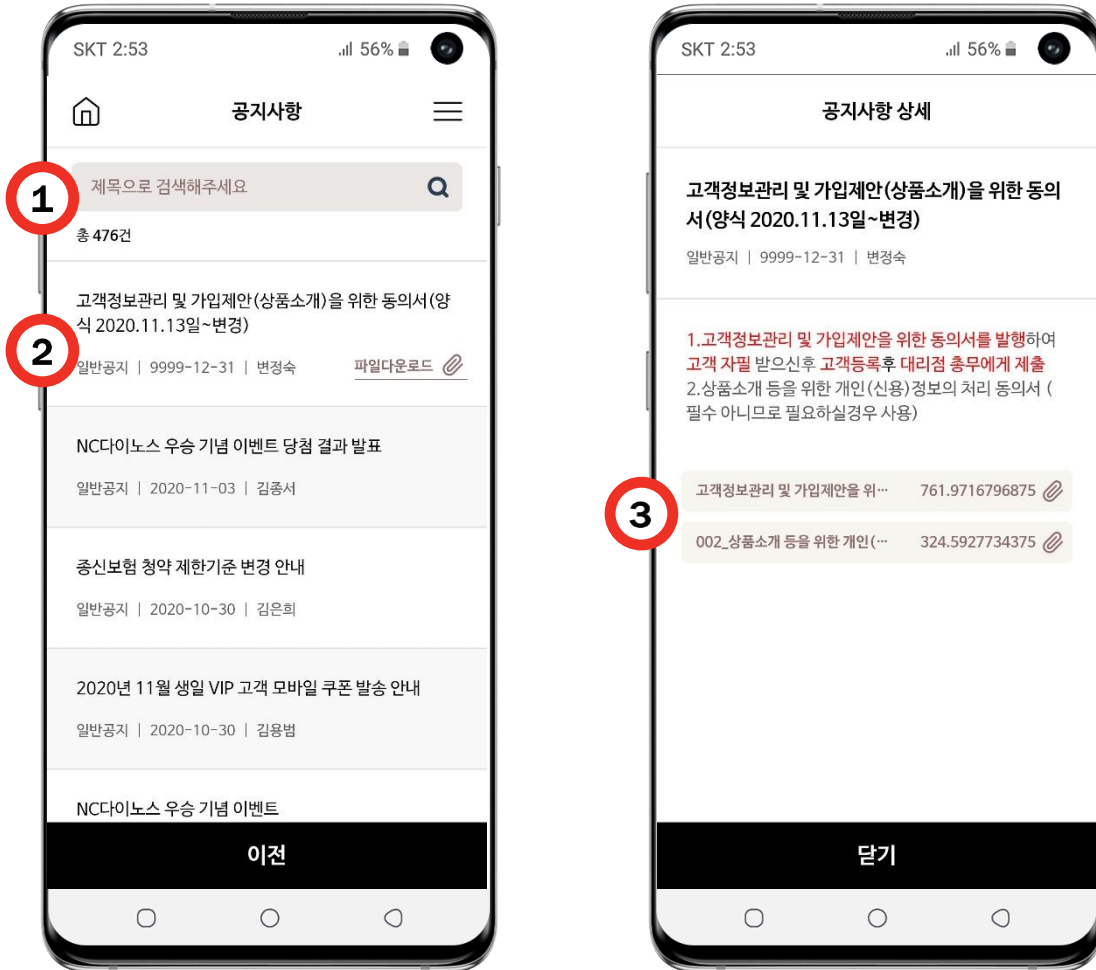 SKT 2:53
56%
공지사항
1
제목으로 검색해주세요
총 476건
고객정보관리 및 가입제안(상품소개)을 위한 동의서(양
식 2020.11.13일~변경)
2
일반공지 | 9999-12-31 | 변정숙
파일다운로드
NC다이노스 우승 기념 이벤트 당첨 결과 발표
일반공지 | 2020-11-03 | 김종서
종신보험 청약 제한기준 변경 안내
일반공지 | 2020-10-30 | 김은희
2020년 11월 생일 VIP 고객 모바일 쿠폰 발송 안내
일반공지 | 2020-10-30 | 김용범
NC다이노스 우승 기념 이벤트
이전
SKT 2:53
56%
공지사항 상세
고객정보관리 및 가입제안(상품소개)을 위한 동의
서(양식 2020.11.13일~변경)
일반공지 | 9999-12-31 | 변정숙
1.고객정보관리 및 가입제안을 위한 동의서를 발행하여
고객 자필 받으신후 고객등록후 대리점 총무에게 제출
2.상품소개 등을 위한 개인(신용)정보의 처리 동의서 (
필수 아니므로 필요하실경우 사용)
3
고객정보관리 및 가입제안을 위··· 761.9716796875
002_상품소개 등을 위한 개인(··· 324.5927734375
닫기